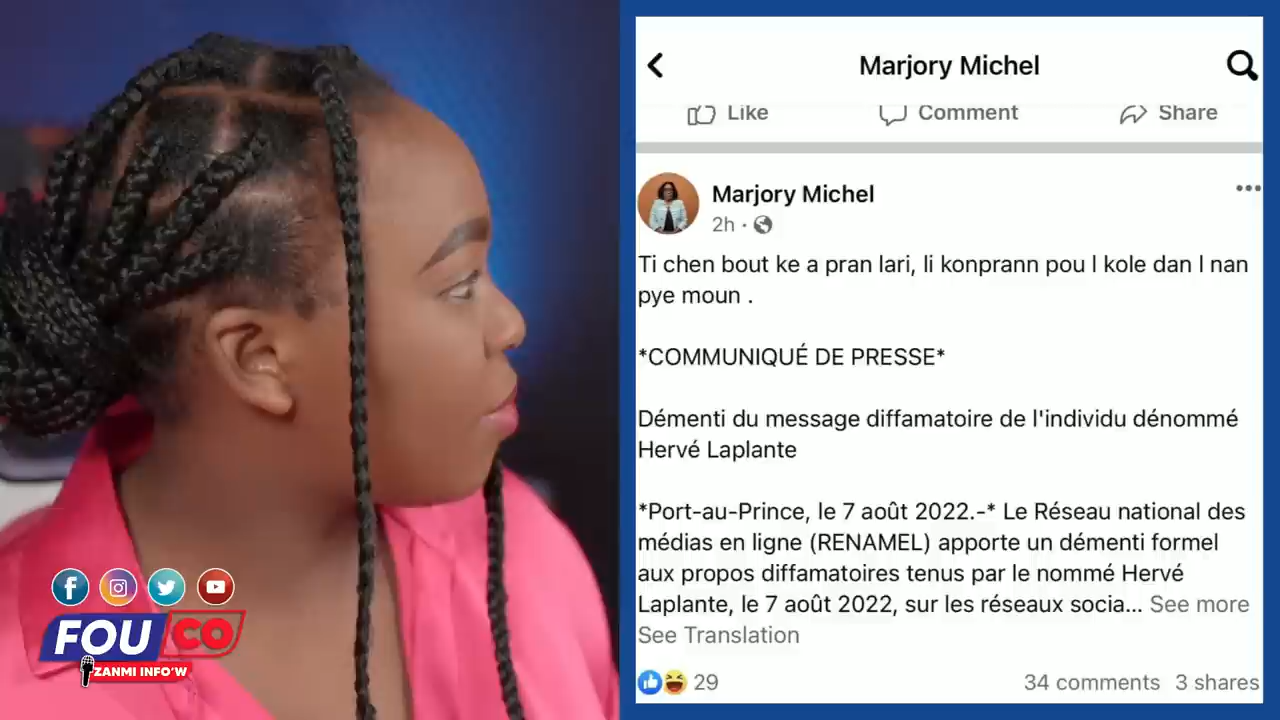 Marjory Michel
Like
Comment
Share
Marjory Michel
2h ·
Ti chen bout ke a pran lari, li konprann pou l kole dan l nan
pye moun .
*COMMUNIQUÉ DE PRESSE*
Démenti du message diffamatoire de l'individu dénommé
Hervé Laplante
*Port-au-Prince, le 7 août 2022.-* Le Réseau national des
médias en ligne (RENAMEL) apporte un démenti formel
aux propos diffamatoires tenus par le nommé Hervé
Laplante, le 7 août 2022, sur les réseaux socia... See more
See Translation
29
34 comments
3 shares
FOU CO
ZANMI INFO'W